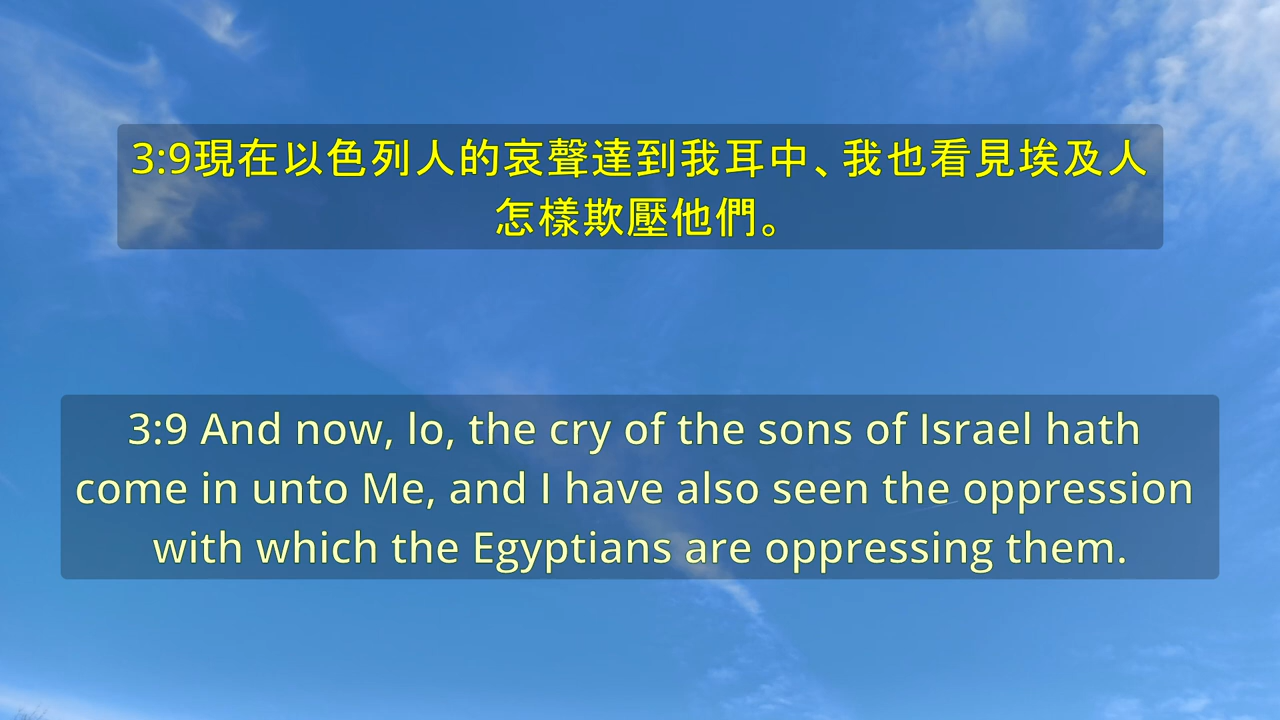 3:9現在以色列人的哀聲達到我耳中、我也看見埃及人
怎樣欺壓他們。
3:9 And now, lo, the cry of the sons of Israel hath
come in unto Me, and I have also seen the oppression
with which the Egyptians are oppressing them.